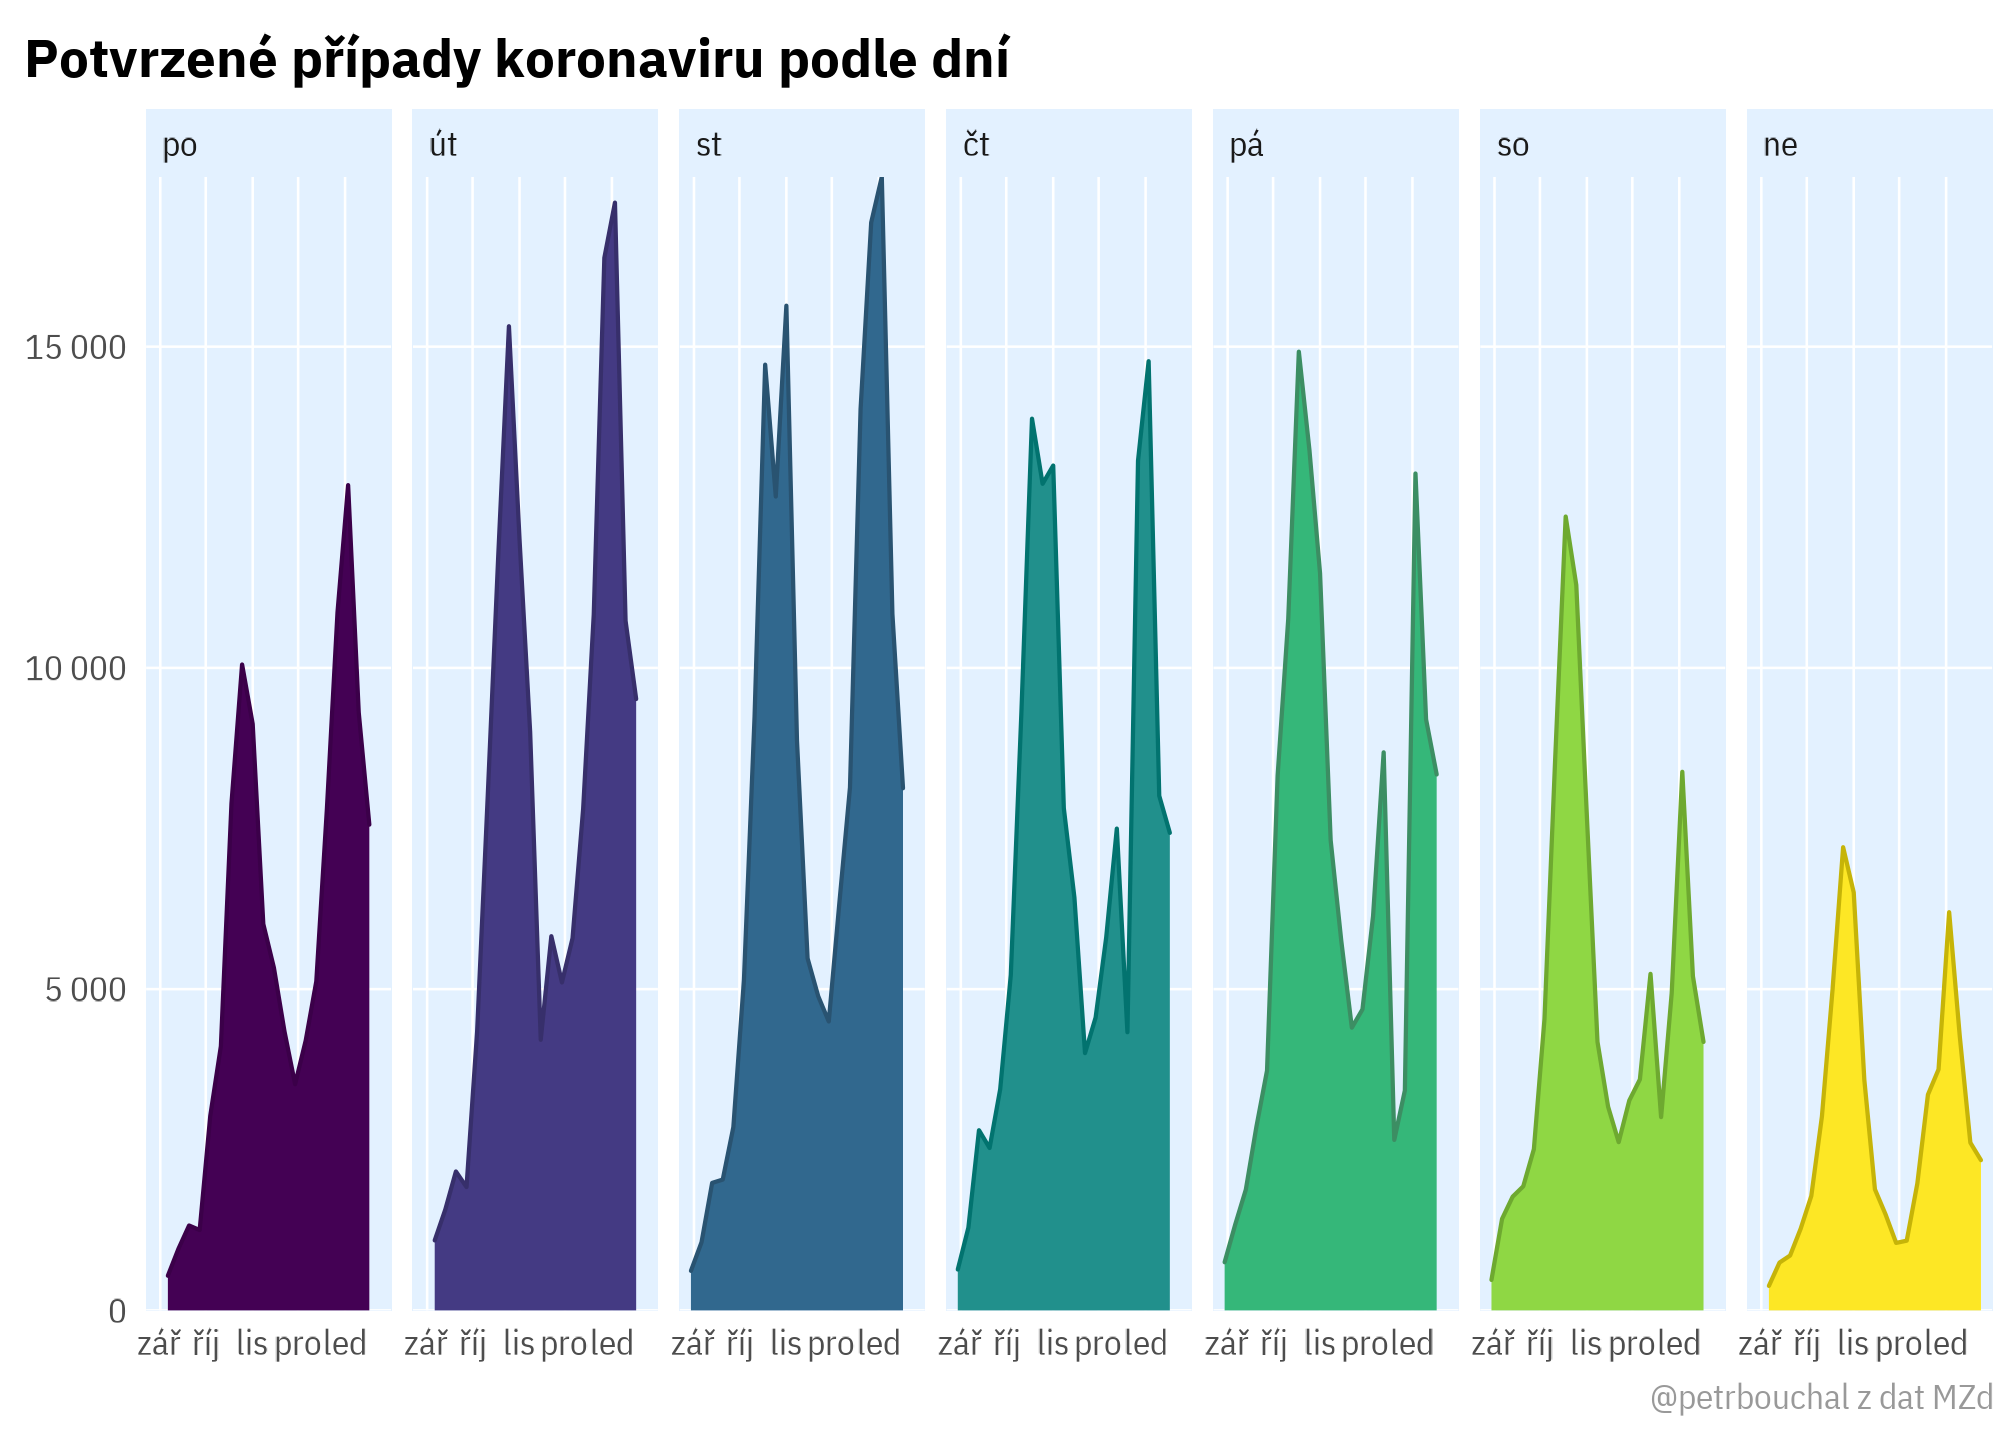 Potvrzené případy koronaviru podle dní
po út st čt pá so ne
15 000
10 000
5 000
0
zář říj lis pro led zář říj lis pro led zář říj lis pro led zář říj lis pro led zář říj lis pro led zář říj lis pro led zář říj lis pro led
@petrbouchal z dat MZd